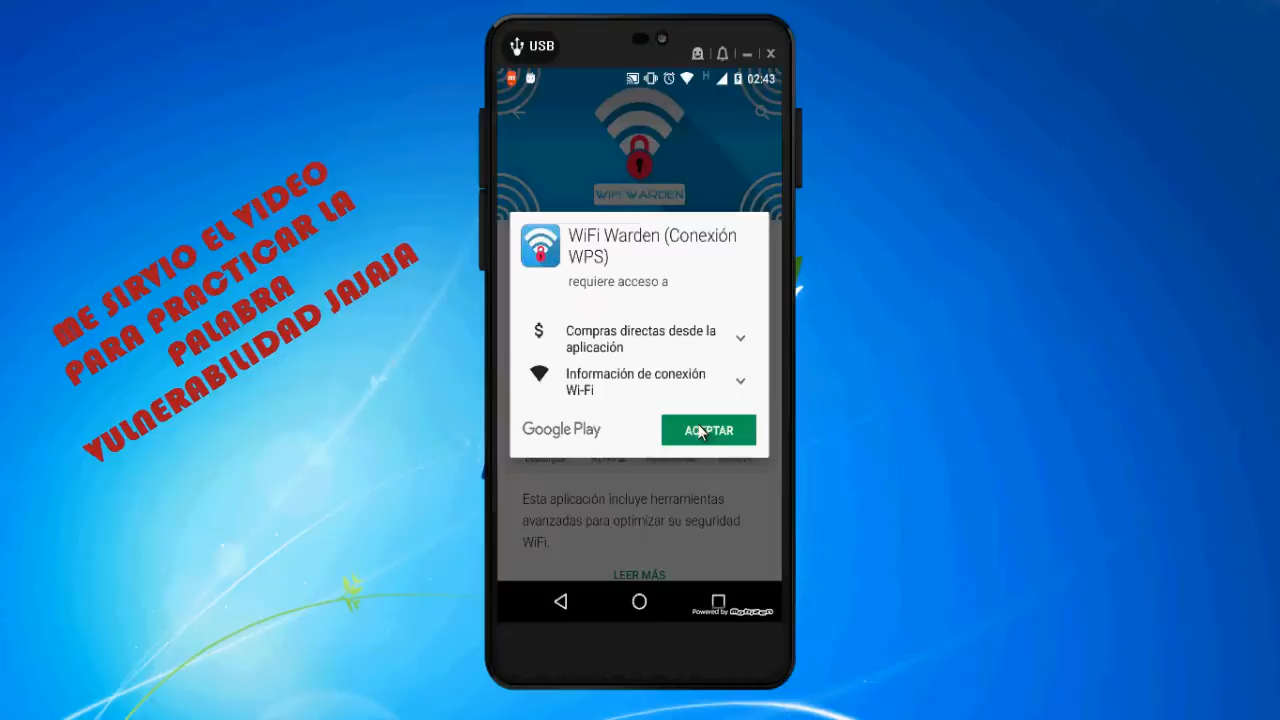 ME SIRVIO EL VIDEO
PARA PRACTICAR LA
PALABRA
VULNERABILIDAD JAJAJA
USB
H
02:43
WIFI WARDEN
WiFi Warden (Conexión
WPS)
requiere acceso a
$
Compras directas desde la
aplicación
Información de conexión
Wi-Fi
Google Play
ACEPTAR
Esta aplicación incluye herramientas
avanzadas para optimizar su seguridad
WiFi.
LEER MÁS
Powered by Mobizen